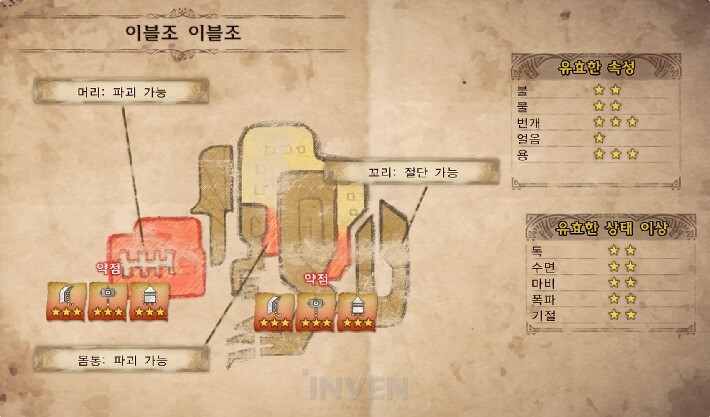 이블조 이블조
머리: 파괴 가능
유효한 속성
불
물
번개
얼음
용
꼬리: 절단 가능
약점
약점
유효한 상태 이상
독
수면
마비
폭파
기절
몸통: 파괴 가능
INVEN